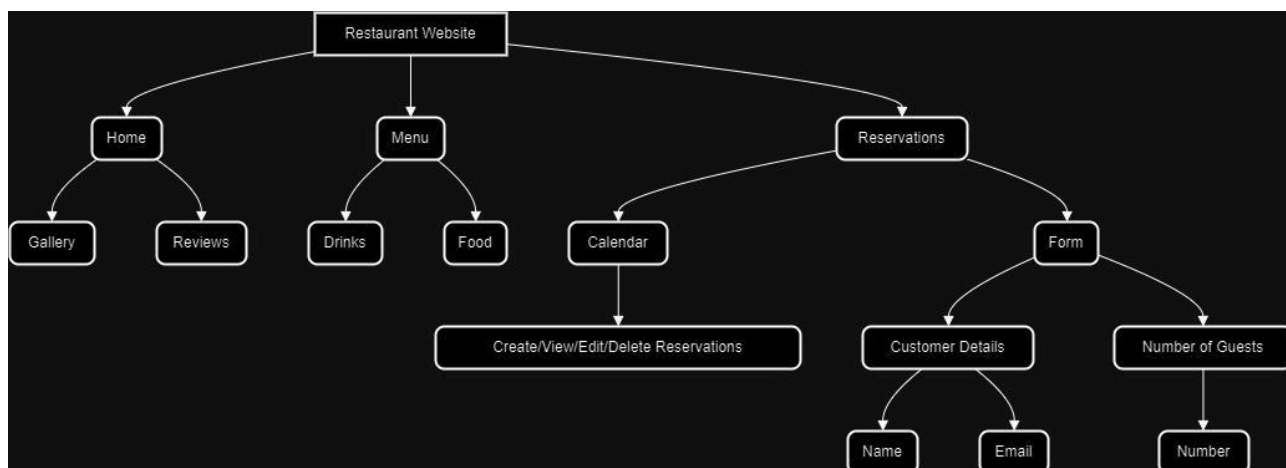 Restaurant Website
Home
Menu
Reservations
Gallery
Reviews
Drinks
Food
Calendar
Form
Create/View/Edit/Delete Reservations
Customer Details
Number of Guests
Name
Email
Number